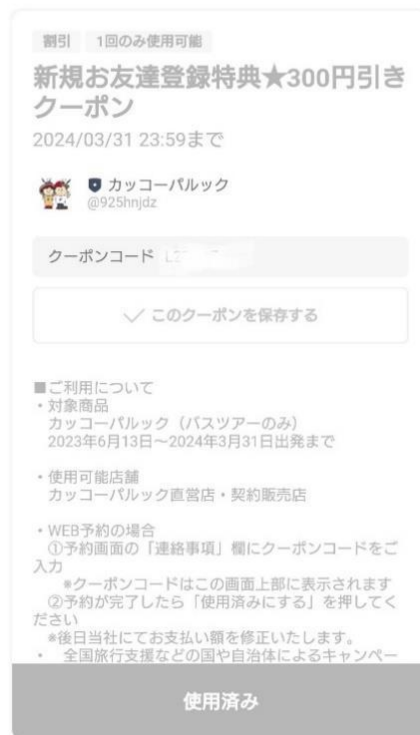 割引 1回のみ使用可能
新規お友達登録特典★300円引き
クーポン
2024/03/31 23:59まで
カッコーパルック
@925hnjdz
クーポンコード
このクーポンを保存する
■ご利用について
・対象商品
カッコーパルック（バスツアーのみ）
2023年6月13日～2024年3月31日出発まで
・使用可能店舗
カッコーパルック直営店・契約販売店
・WEB予約の場合
①予約画面の「連絡事項」欄にクーポンコードをご
入力
※クーポンコードはこの画面上部に表示されます
②予約が完了したら「使用済みにする」を押してく
ださい
※後日当社にてお支払い額を修正いたします。
・ 全国旅行支援などの国や自治体によるキャンペー
使用済み